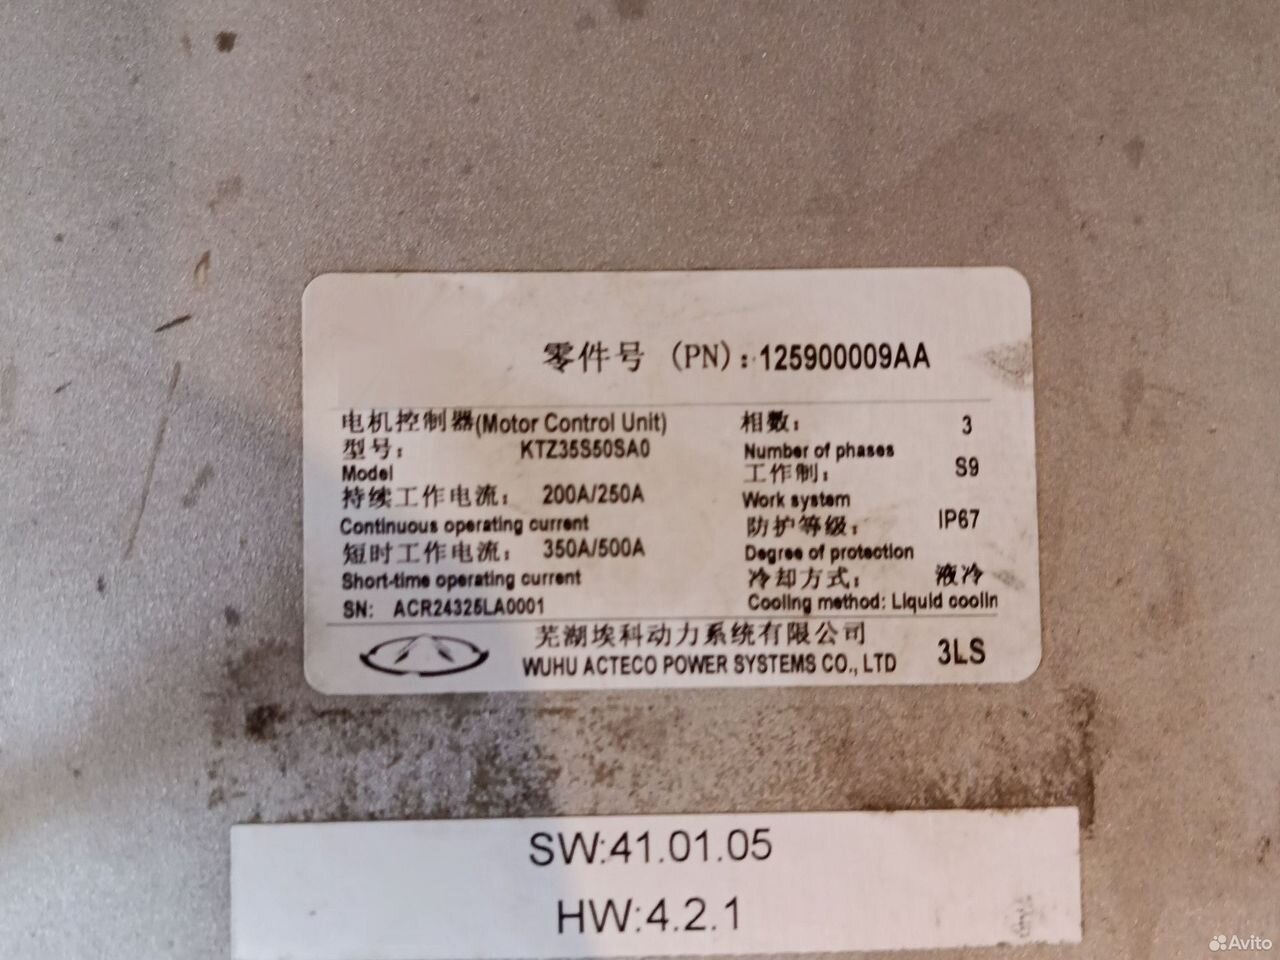 零件号 (PN): 125900009AA
电机控制器(Motor Control Unit)
型号: KTZ35S50SA0
Model
持续工作电流: 200A/250A
Continuous operating current
短时工作电流: 350A/500A
Short-time operating current
SN: ACR24325LA0001
相数: 3
Number of phases
工作制: S9
Work system
防护等级: IP67
Degree of protection
冷却方式: 液冷
Cooling method: Liquid coolin
芜湖埃科动力系统有限公司
WUHU ACTECO POWER SYSTEMS CO., LTD
3LS
SW:41.01.05
HW:4.2.1
Avito